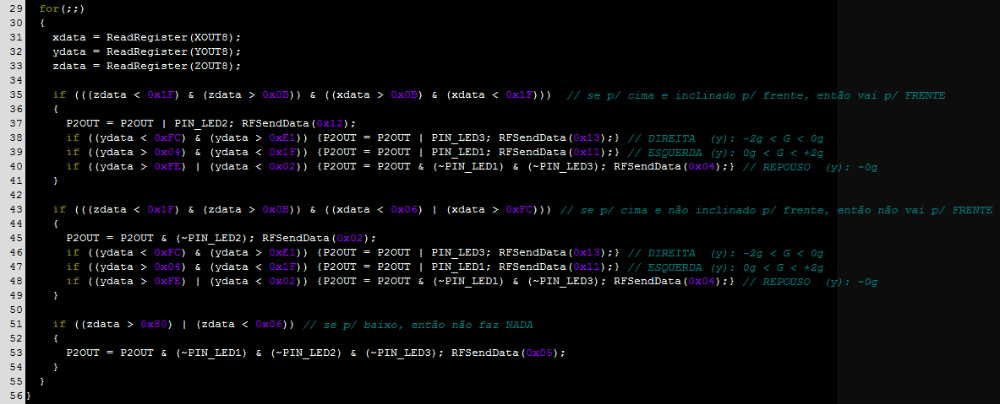 29 for(;;)
30 {
31 xdata = ReadRegister(XOUT8);
32 ydata = ReadRegister(YOUT8);
33 zdata = ReadRegister(ZOUT8);
34
35 if (((zdata < 0x1F) & (zdata > 0x0B)) & ((xdata > 0x0B) & (xdata < 0x1F))) // se p/ cima e inclinado p/ frente, então vai p/ FRENTE
36 {
37 P2OUT = P2OUT | PIN_LED2; RFSendData(0x12);
38 if ((ydata < 0xFC) & (ydata > 0xE1)) {P2OUT = P2OUT | PIN_LED3; RFSendData(0x13);} // DIREITA (y): -2g < G < 0g
39 if ((ydata > 0x04) & (ydata < 0x1F)) {P2OUT = P2OUT | PIN_LED1; RFSendData(0x11);} // ESQUERDA (y): 0g < G < +2g
40 if ((ydata > 0xFE) | (ydata < 0x02)) {P2OUT = P2OUT & (~PIN_LED1) & (~PIN_LED3); RFSendData(0x04);} // REPOUSO (y): ~0g
41 }
42
43 if (((zdata < 0x1F) & (zdata > 0x0B)) & ((xdata < 0x06) | (xdata > 0xFC))) // se p/ cima e não inclinado p/ frente, então não vai p/ FRENTE
44 {
45 P2OUT = P2OUT & (~PIN_LED2); RFSendData(0x02);
46 if ((ydata < 0xFC) & (ydata > 0xE1)) {P2OUT = P2OUT | PIN_LED3; RFSendData(0x13);} // DIREITA (y): -2g < G < 0g
47 if ((ydata > 0x04) & (ydata < 0x1F)) {P2OUT = P2OUT | PIN_LED1; RFSendData(0x11);} // ESQUERDA (y): 0g < G < +2g
48 if ((ydata > 0xFE) | (ydata < 0x02)) {P2OUT = P2OUT & (~PIN_LED1) & (~PIN_LED3); RFSendData(0x04);} // REPOUSO (y): ~0g
49 }
50
51 if ((zdata > 0x80) | (zdata < 0x06)) // se p/ baixo, então não faz NADA
52 {
53 P2OUT = P2OUT & (~PIN_LED1) & (~PIN_LED2) & (~PIN_LED3); RFSendData(0x05);
54 }
55 }
56 }